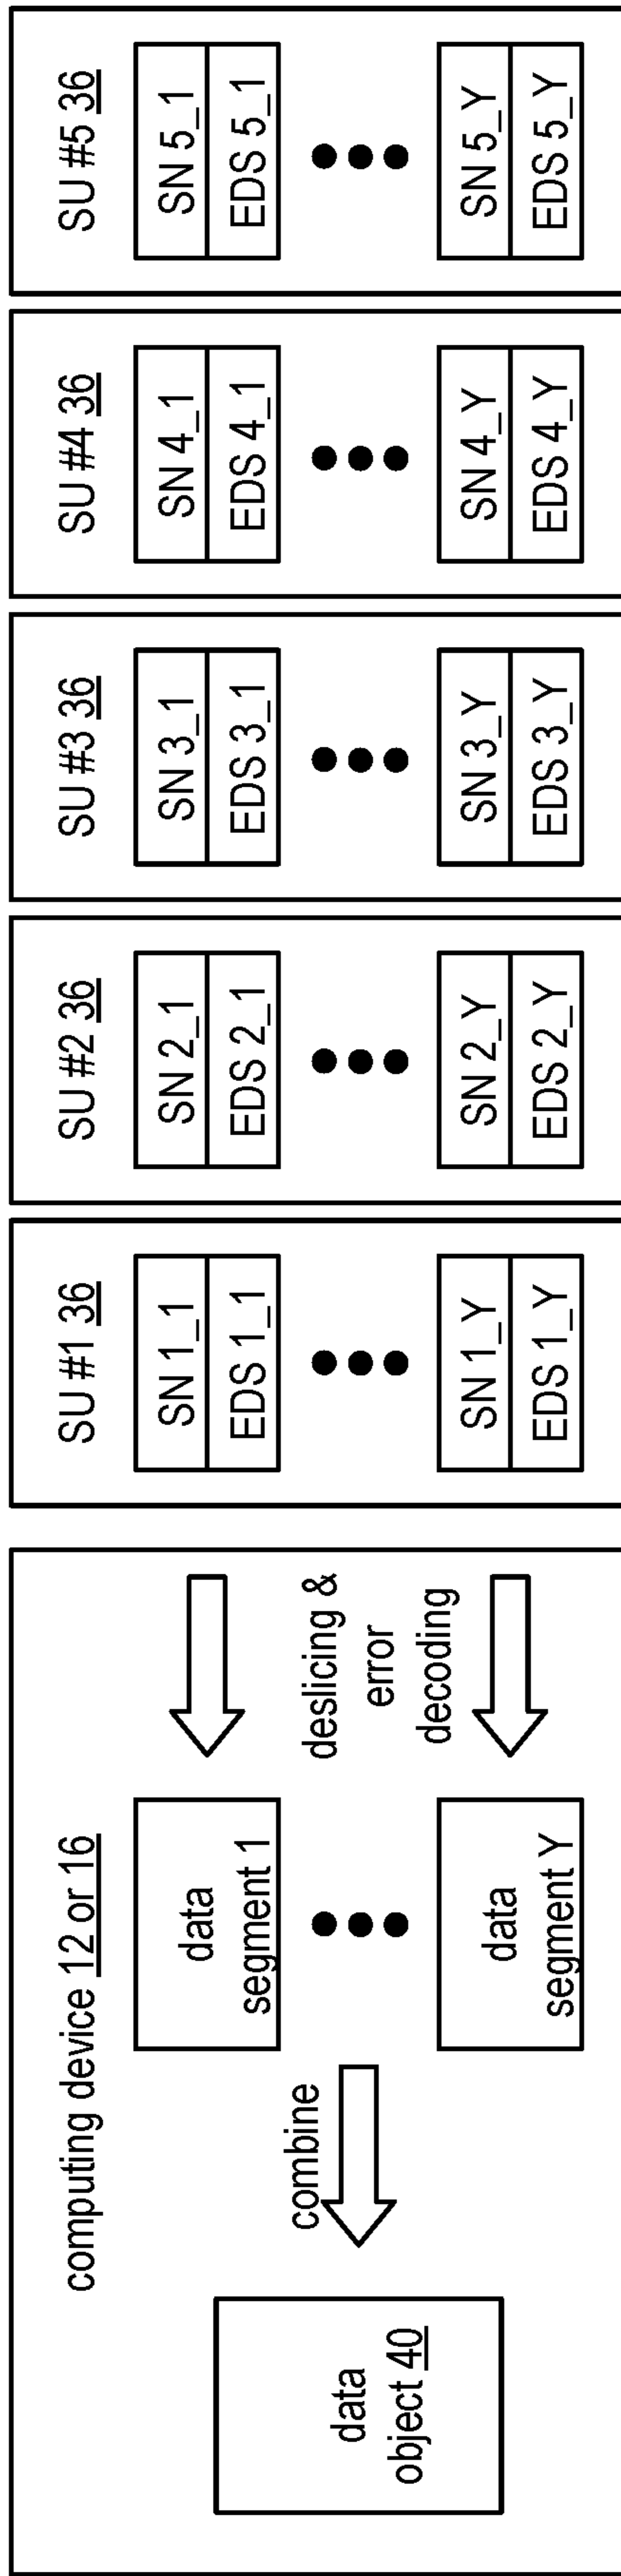 computing device 12 or 16
data
object 40
combine
data
segment 1
data
segment Y
deslicing &
error
decoding
SU #1 36
SN 1_1
EDS 1_1
SN 1_Y
EDS 1_Y
SU #2 36
SN 2_1
EDS 2_1
SN 2_Y
EDS 2_Y
SU #3 36
SN 3_1
EDS 3_1
SN 3_Y
EDS 3_Y
SU #4 36
SN 4_1
EDS 4_1
SN 4_Y
EDS 4_Y
SU #5 36
SN 5_1
EDS 5_1
SN 5_Y
EDS 5_Y